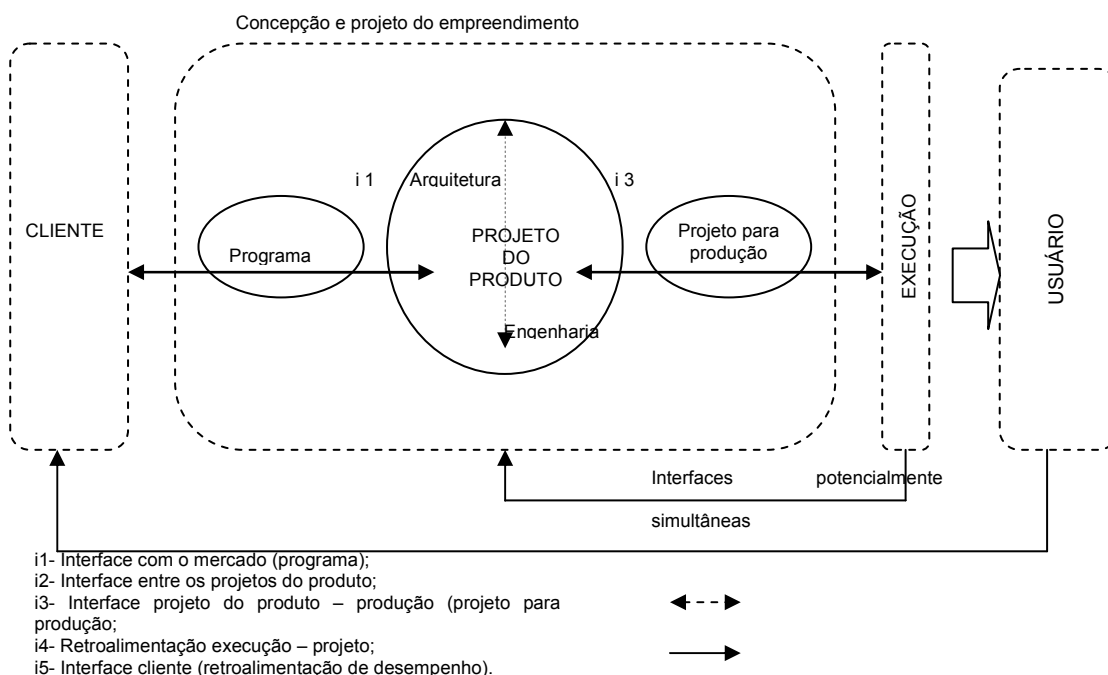 Concepção e projeto do empreendimento
CLIENTE
i 1
Arquitetura
i 3
Programa
PROJETO
DO
PRODUTO
Engenharia
Projeto para
produção
EXECUÇÃO
USUÁRIO
Interfaces potencialmente
simultâneas
i1- Interface com o mercado (programa);
i2- Interface entre os projetos do produto;
i3- Interface projeto do produto – produção (projeto para
produção;
i4- Retroalimentação execução – projeto;
i5- Interface cliente (retroalimentação de desempenho).